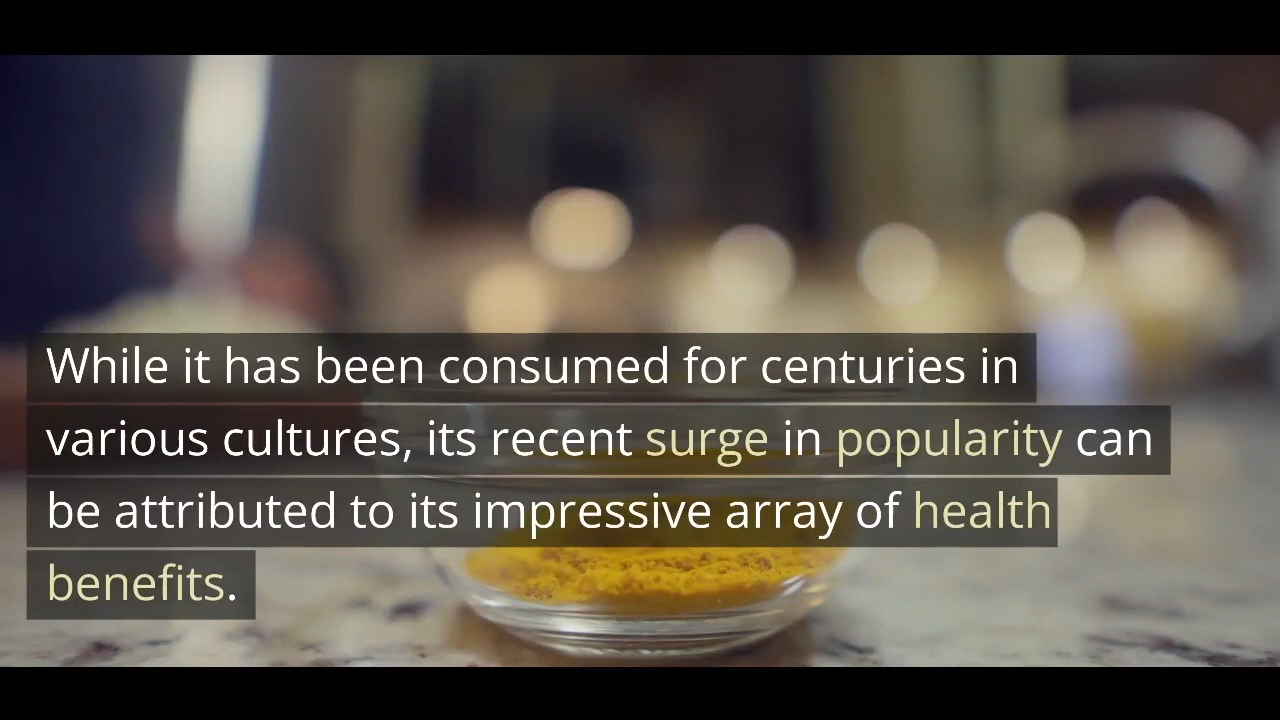 While it has been consumed for centuries in
various cultures, its recent surge in popularity can
be attributed to its impressive array of health
benefits.